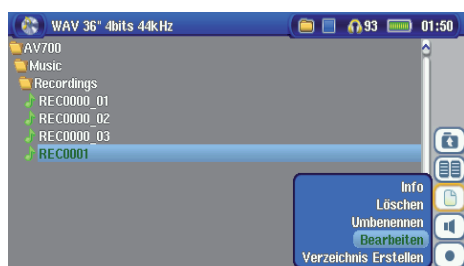 WAV 36" 4bits 44kHz 93 01:50
AV700
Music
Recordings
REC0000_01
REC0000_02
REC0000_03
REC0001
Info
Löschen
Umbenennen
Bearbeiten
Verzeichnis Erstellen